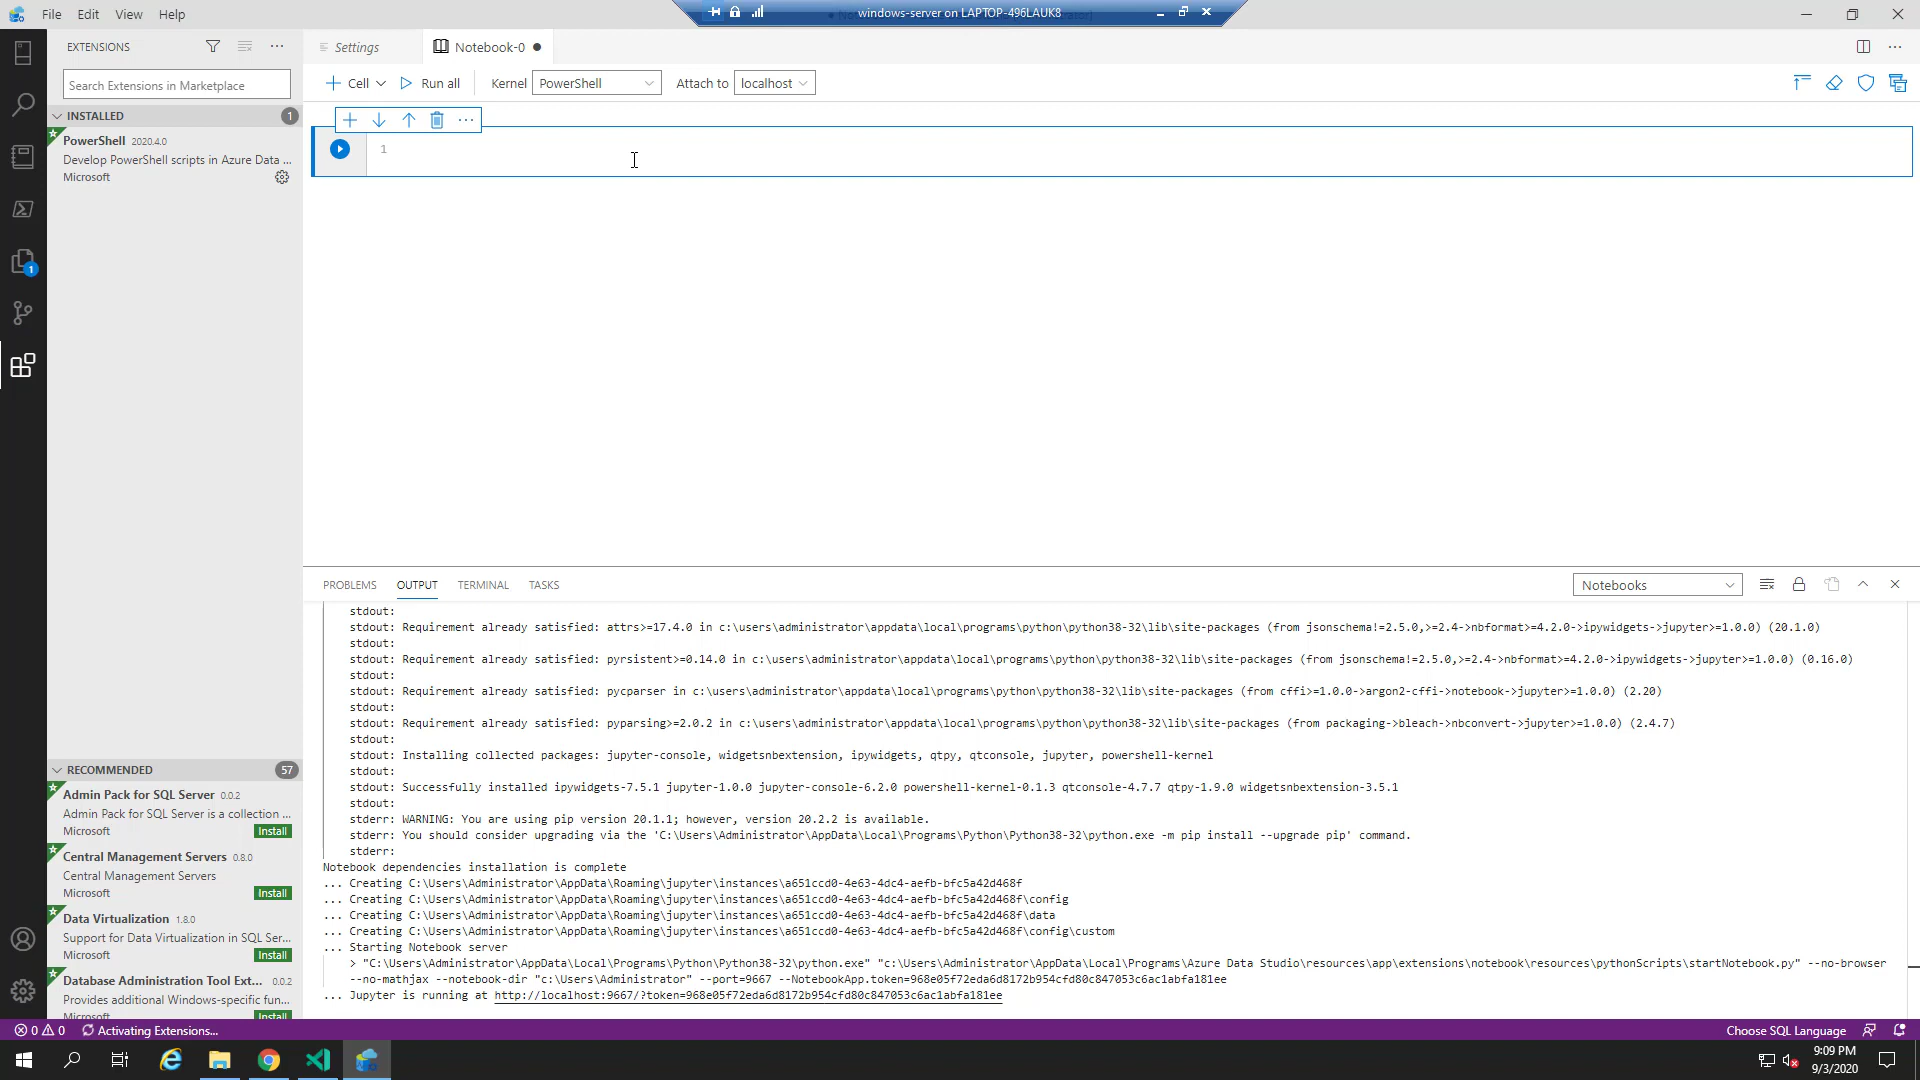 File Edit View Help
windows-server on LAPTOP-496LAUK8
EXTENSIONS
Search Extensions in Marketplace
INSTALLED 1
PowerShell 2020.4.0
Develop PowerShell scripts in Azure Data ...
Microsoft
Settings
Notebook-0
Cell Run all Kernel PowerShell Attach to localhost
1
1
RECOMMENDED 57
Admin Pack for SQL Server 0.0.2
Admin Pack for SQL Server is a collection ...
Microsoft Install
Central Management Servers 0.8.0
Central Management Servers
Microsoft Install
Data Virtualization 1.8.0
Support for Data Virtualization in SQL Ser...
Microsoft Install
Database Administration Tool Ext... 0.0.2
Provides additional Windows-specific fun...
Microsoft Install
PROBLEMS OUTPUT TERMINAL TASKS Notebooks
stdout:
stdout: Requirement already satisfied: attrs>=17.4.0 in c:\users\administrator\appdata\local\programs\python\python38-32\lib\site-packages (from jsonschema!=2.5.0,>=2.4->nbformat>=4.2.0->ipywidgets->jupyter>=1.0.0) (20.1.0)
stdout:
stdout: Requirement already satisfied: pyrsistent>=0.14.0 in c:\users\administrator\appdata\local\programs\python\python38-32\lib\site-packages (from jsonschema!=2.5.0,>=2.4->nbformat>=4.2.0->ipywidgets->jupyter>=1.0.0) (0.16.0)
stdout:
stdout: Requirement already satisfied: pycparser in c:\users\administrator\appdata\local\programs\python\python38-32\lib\site-packages (from cffi>=1.0.0->argon2-cffi->notebook->jupyter>=1.0.0) (2.20)
stdout:
stdout: Requirement already satisfied: pyparsing>=2.0.2 in c:\users\administrator\appdata\local\programs\python\python38-32\lib\site-packages (from packaging->bleach->nbconvert->jupyter>=1.0.0) (2.4.7)
stdout:
stdout: Installing collected packages: jupyter-console, widgetsnbextension, ipywidgets, qtpy, qtconsole, jupyter, powershell-kernel
stdout:
stdout: Successfully installed ipywidgets-7.5.1 jupyter-1.0.0 jupyter-console-6.2.0 powershell-kernel-0.1.3 qtconsole-4.7.7 qtpy-1.9.0 widgetsnbextension-3.5.1
stdout:
stderr: WARNING: You are using pip version 20.1.1; however, version 20.2.2 is available.
stderr: You should consider upgrading via the 'C:\Users\Administrator\AppData\Local\Programs\Python\Python38-32\python.exe -m pip install --upgrade pip' command.
stderr:
Notebook dependencies installation is complete
... Creating C:\Users\Administrator\AppData\Roaming\jupyter\instances\a651ccd0-4e63-4dc4-aefb-bfc5a42d468f
... Creating C:\Users\Administrator\AppData\Roaming\jupyter\instances\a651ccd0-4e63-4dc4-aefb-bfc5a42d468f\config
... Creating C:\Users\Administrator\AppData\Roaming\jupyter\instances\a651ccd0-4e63-4dc4-aefb-bfc5a42d468f\data
... Creating C:\Users\Administrator\AppData\Roaming\jupyter\instances\a651ccd0-4e63-4dc4-aefb-bfc5a42d468f\config\custom
... Starting Notebook server
> "C:\Users\Administrator\AppData\Local\Programs\Python\Python38-32\python.exe" "c:\Users\Administrator\AppData\Local\Programs\Azure Data Studio\resources\app\extensions\notebook\resources\pythonScripts\startNotebook.py" --no-browser
--no-mathjax --notebook-dir "c:\Users\Administrator" --port=9667 --NotebookApp.token=968e05f72eda6d8172b954cfd80c847053c6ac1abfa181ee
... Jupyter is running at http://localhost:9667/?token=968e05f72eda6d8172b954cfd80c847053c6ac1abfa181ee
0 0 Activating Extensions... Choose SQL Language
9:09 PM
9/3/2020